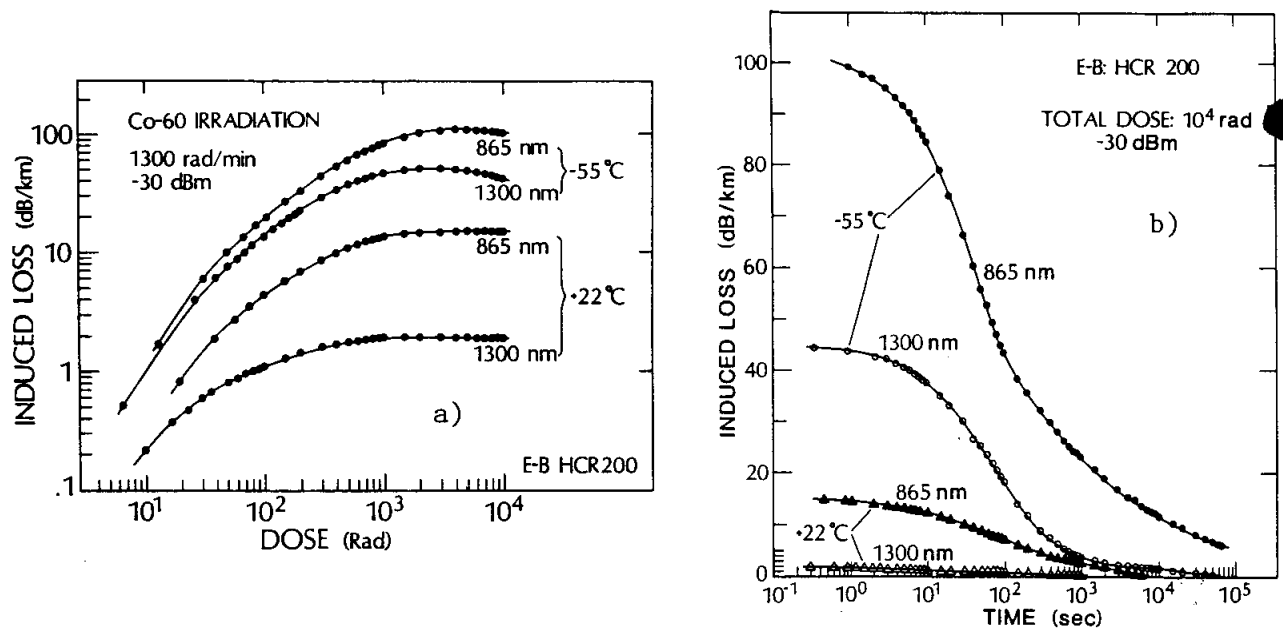 INDUCED LOSS (dB/km)
100
10
1
.1
Co-60 IRRADIATION
1300 rad/min
-30 dBm
865 nm
1300 nm
-55°C
865 nm
1300 nm
+22°C
a)
E-B HCR200
10¹
10²
10³
10⁴
DOSE (Rad)
INDUCED LOSS (dB/km)
100
80
60
40
20
0
E-B: HCR 200
TOTAL DOSE: 10⁴ rad
-30 dBm
b)
-55°C
865 nm
1300 nm
865 nm
+22°C
1300 nm
10⁻¹
10⁰
10¹
10²
10³
10⁴
10⁵
TIME (sec)